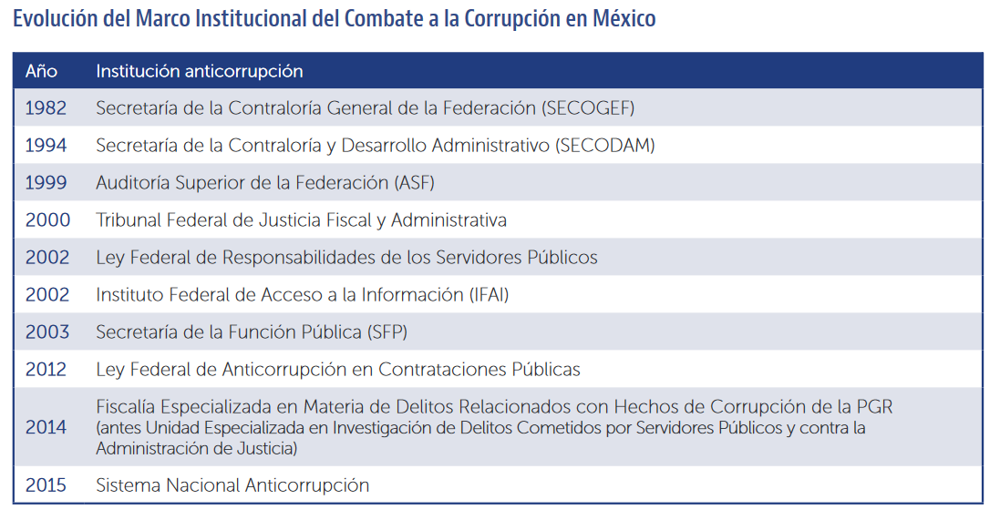 Evolución del Marco Institucional del Combate a la Corrupción en México
Año Institución anticorrupción
1982 Secretaría de la Contraloría General de la Federación (SECOGEF)
1994 Secretaría de la Contraloría y Desarrollo Administrativo (SECODAM)
1999 Auditoría Superior de la Federación (ASF)
2000 Tribunal Federal de Justicia Fiscal y Administrativa
2002 Ley Federal de Responsabilidades de los Servidores Públicos
2002 Instituto Federal de Acceso a la Información (IFAI)
2003 Secretaría de la Función Pública (SFP)
2012 Ley Federal de Anticorrupción en Contrataciones Públicas
Fiscalía Especializada en Materia de Delitos Relacionados con Hechos de Corrupción de la PGR
2014 (antes Unidad Especializada en Investigación de Delitos Cometidos por Servidores Públicos y contra la
Administración de Justicia)
2015 Sistema Nacional Anticorrupción